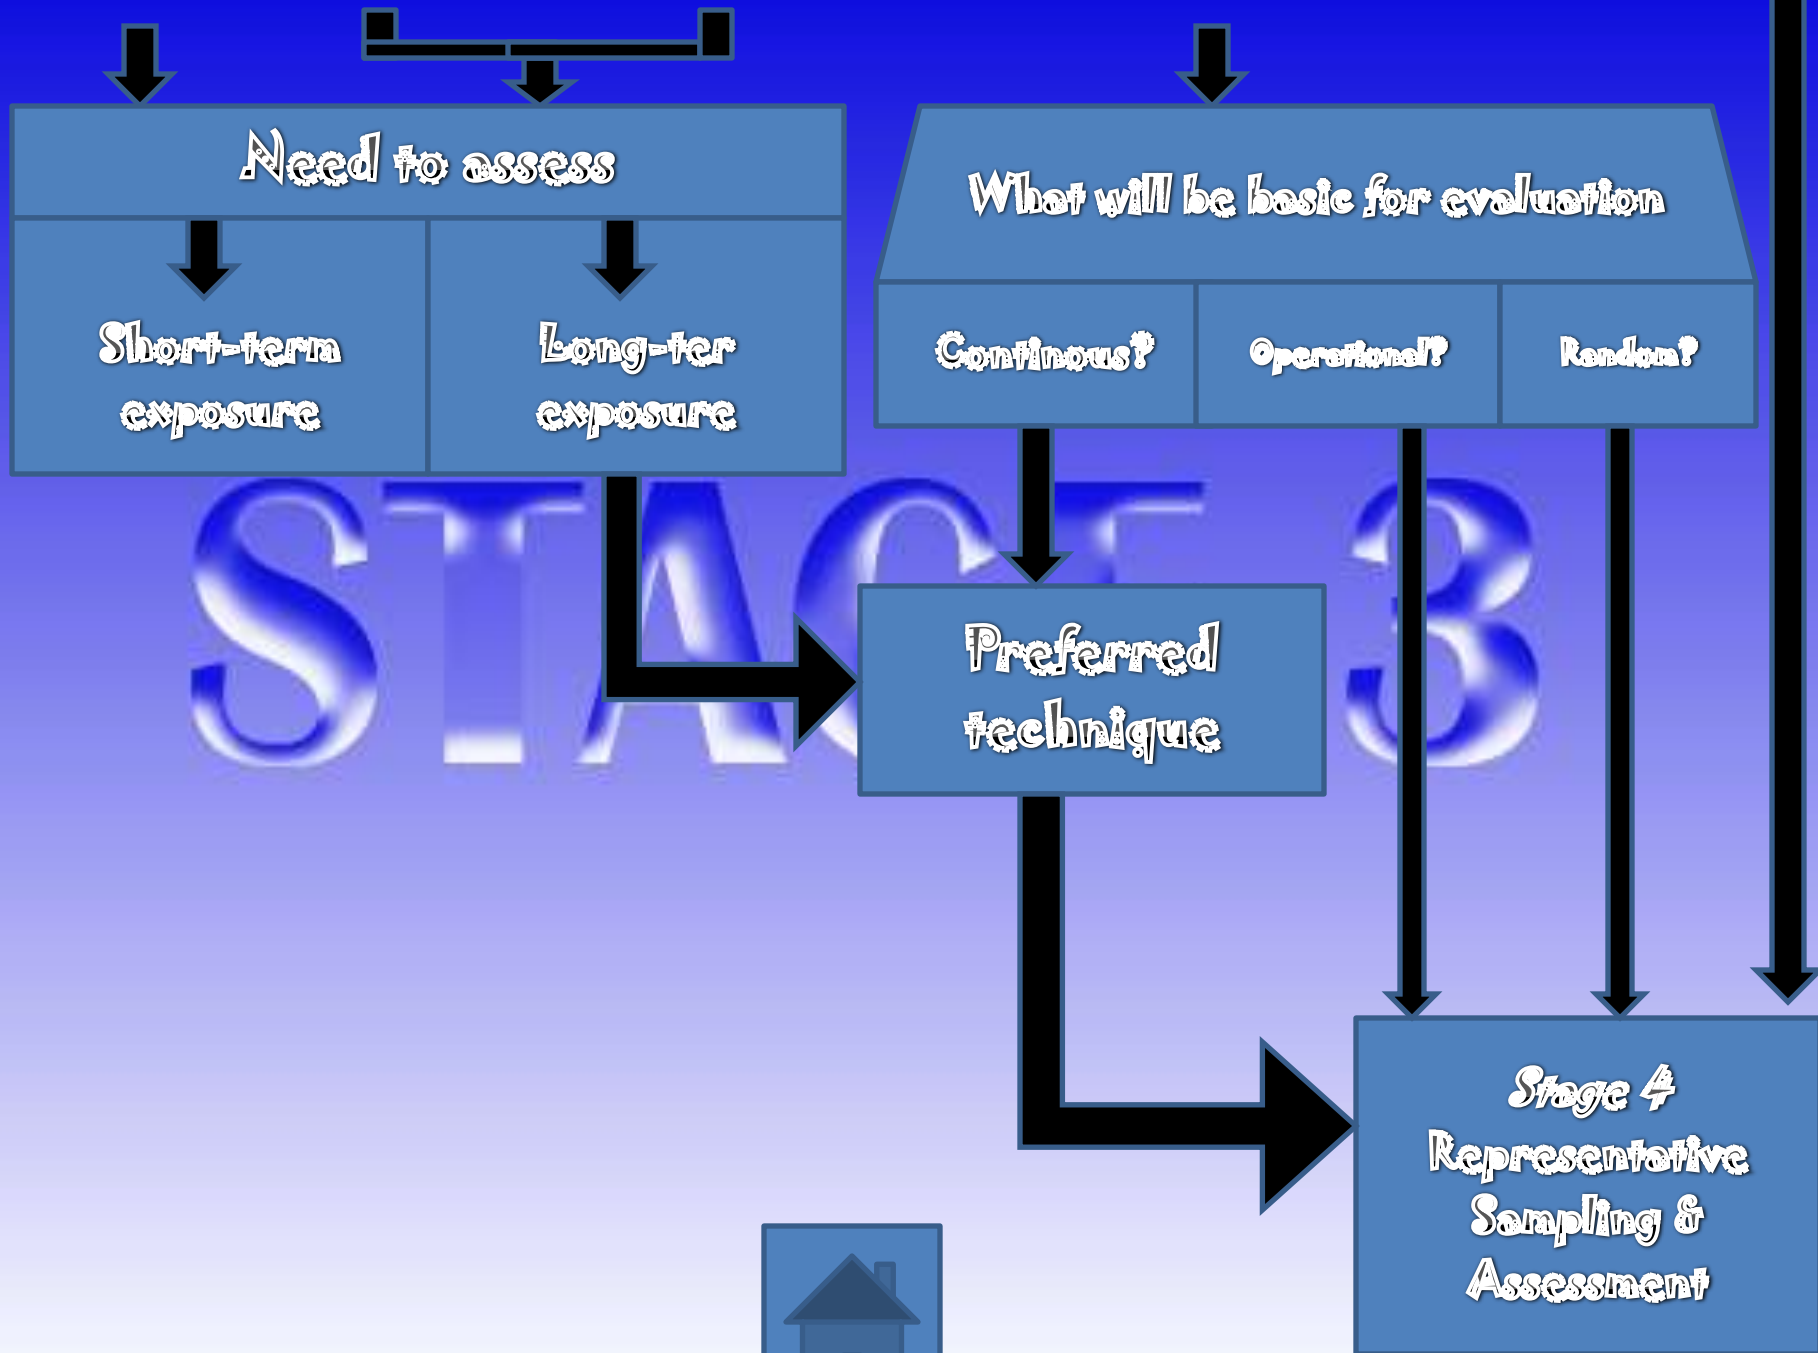 Need to assess
Short-term
exposure
Long-ter
exposure
What will be basic for evaluation
Continous?
Operational?
Random?
STAGE 3
Preferred
technique
Stage 4
Representative
Sampling &
Assessment